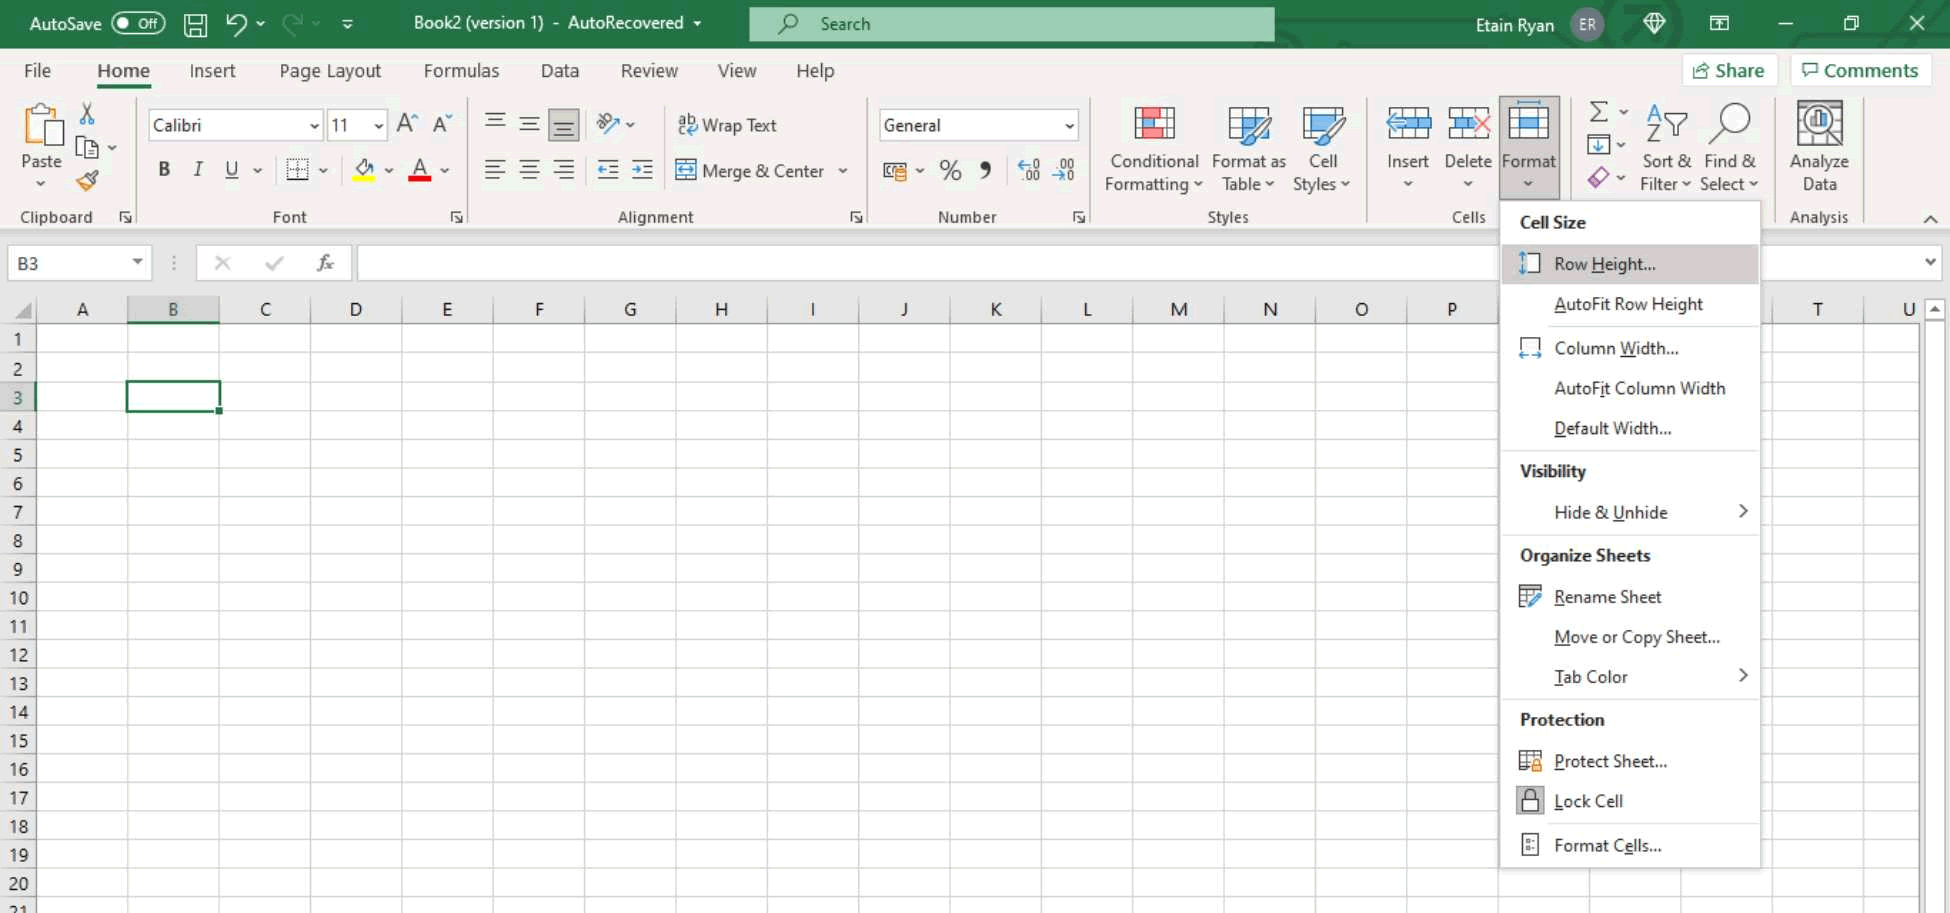 AutoSave Off Book2 (version 1) - AutoRecovered Search Etain Ryan ER
File Home Insert Page Layout Formulas Data Review View Help Share Comments
Calibri 11 ab Wrap Text General
Paste B I U A Merge & Center % Conditional Formatting Format as Table Cell Styles Insert Delete Format Sort & Filter Find & Select Analyze Data
Clipboard Font Alignment Number Styles Cells Analysis
B3 fx
A B C D E F G H I J K L M N O P T U
1
2
3
4
5
6
7
8
9
10
11
12
13
14
15
16
17
18
19
20
21
Cell Size
Row Height...
AutoFit Row Height
Column Width...
AutoFit Column Width
Default Width...
Visibility
Hide & Unhide
Organize Sheets
Rename Sheet
Move or Copy Sheet...
Tab Color
Protection
Protect Sheet...
Lock Cell
Format Cells...